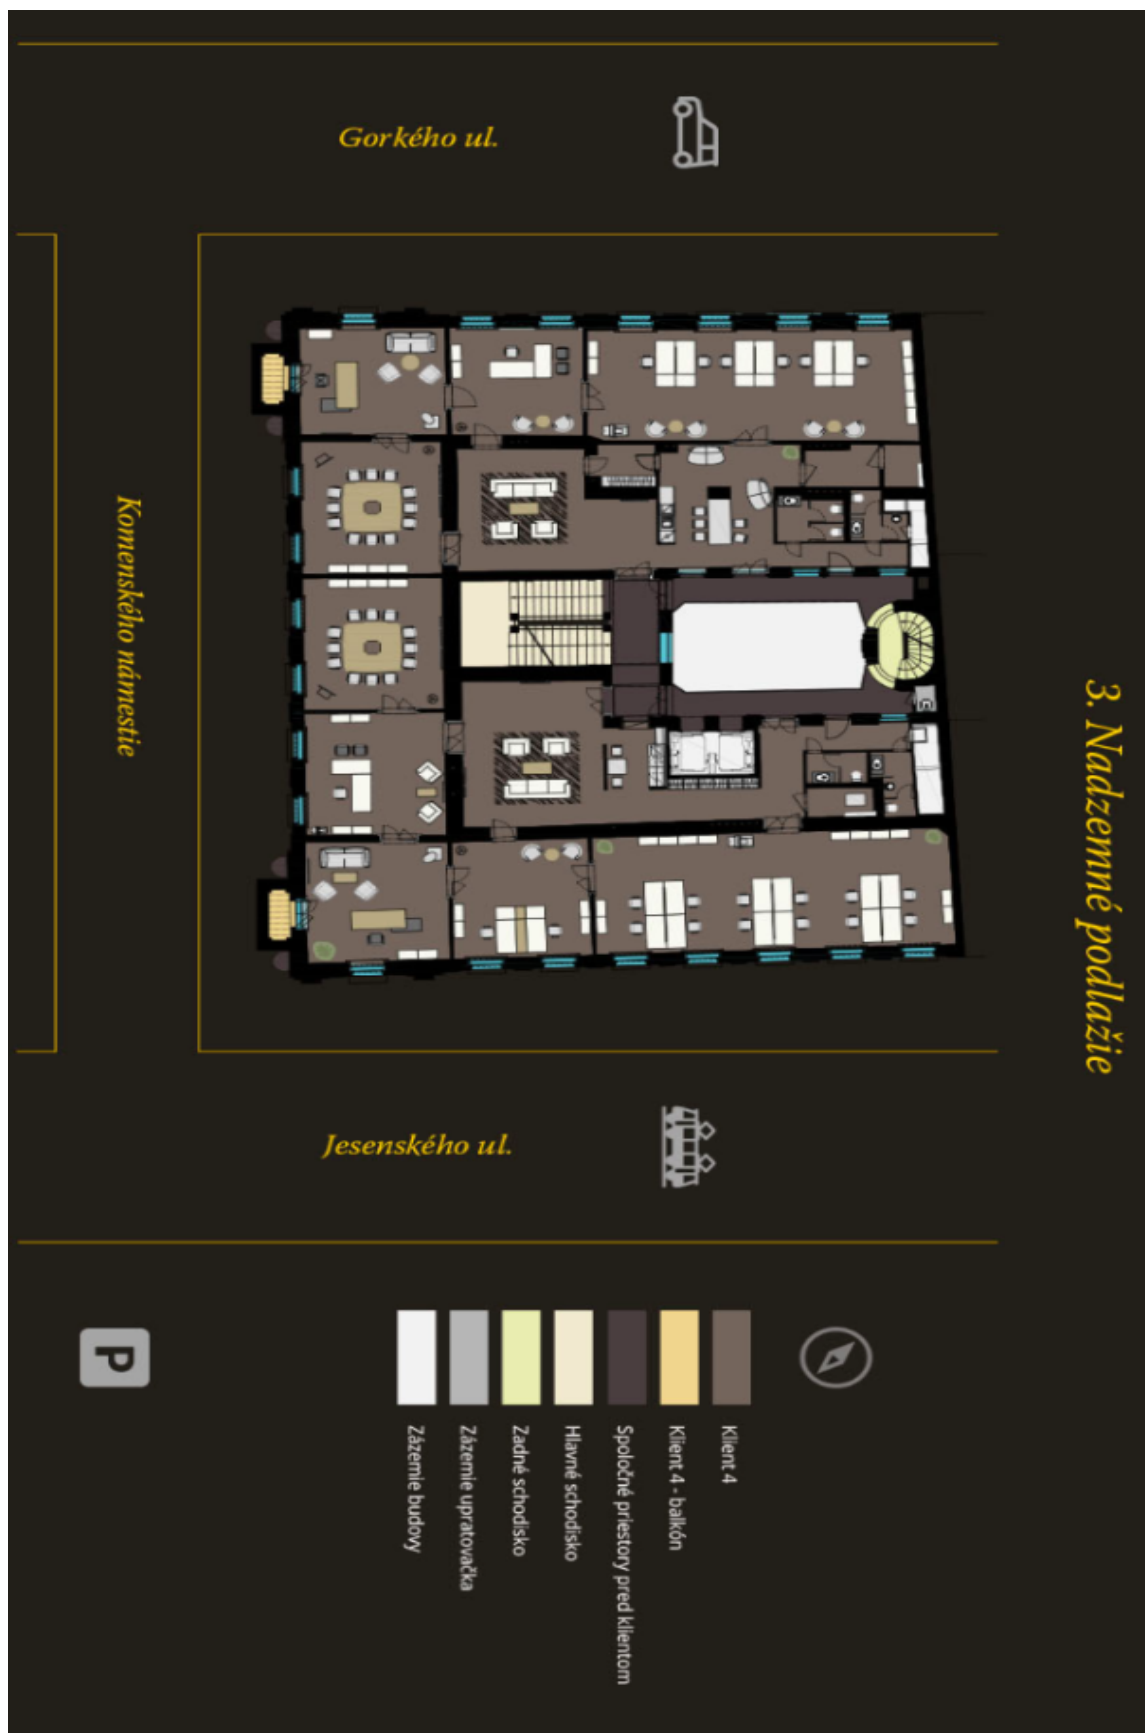 3. Nadzemné podlažie
Gorkého ul.
Komenského námestie
Jesenského ul.
Klient 4
Klient 4 - balkón
Spoločné priestory pred klientom
Hlavné schodisko
Zadné schodisko
Zázemie upratovačka
Zázemie budovy
P